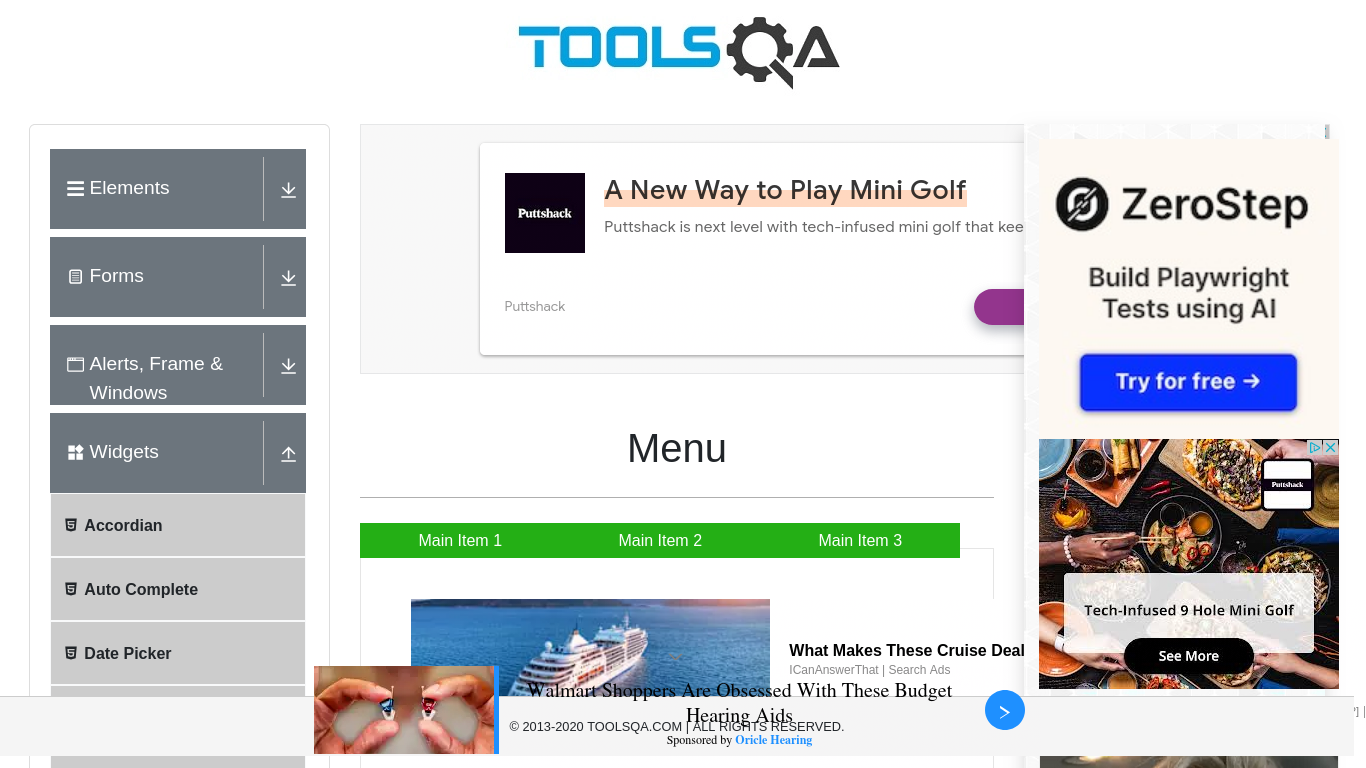 TOOLSQA
Elements
Forms
Alerts, Frame &
Windows
Widgets
Accordian
Auto Complete
Date Picker
Puttshack
A New Way to Play Mini Golf
Puttshack is next level with tech-infused mini golf that kee
Puttshack
ZeroStep
Build Playwright
Tests using AI
Try for free →
Puttshack
Tech-Infused 9 Hole Mini Golf
See More
Menu
Main Item 1
Main Item 2
Main Item 3
What Makes These Cruise Deal
ICanAnswerThat | Search Ads
Walmart Shoppers Are Obsessed With These Budget
Hearing Aids
© 2013-2020 TOOLSQA.COM | ALL RIGHTS RESERVED.
Sponsored by Oricle Hearing